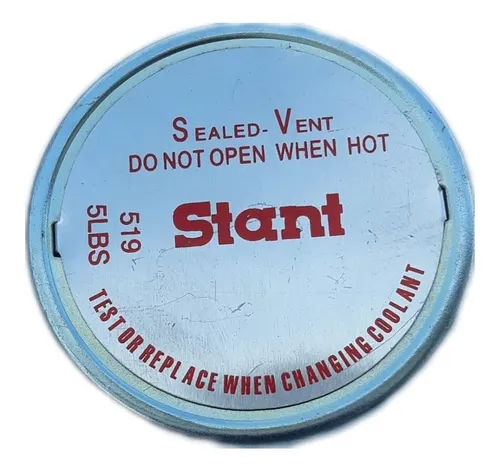 SEALED-VENT
DO NOT OPEN WHEN HOT
Stant
519
5LBS
TEST OR REPLACE WHEN CHANGING COOLANT